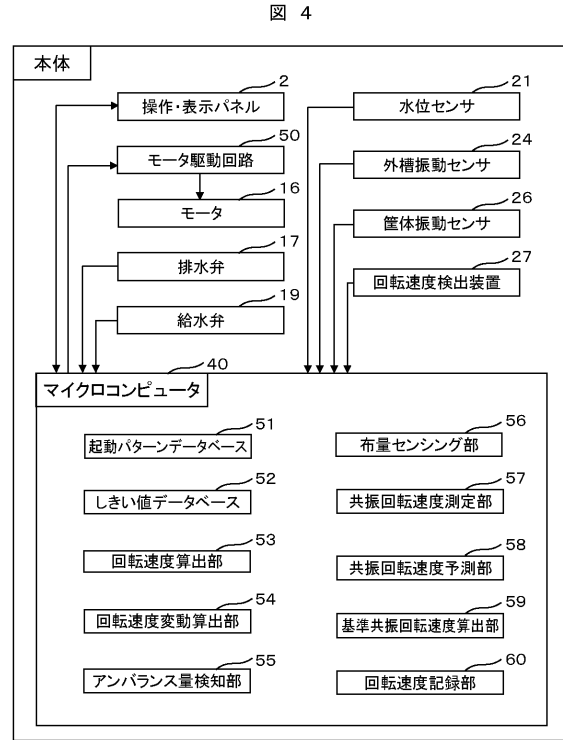 図 4
本体
2
操作・表示パネル
50
モータ駆動回路
16
モータ
17
排水弁
19
給水弁
21
水位センサ
24
外槽振動センサ
26
筐体振動センサ
27
回転速度検出装置
40
マイクロコンピュータ
51
起動パターンデータベース
52
しきい値データベース
53
回転速度算出部
54
回転速度変動算出部
55
アンバランス量検知部
56
布量センシング部
57
共振回転速度測定部
58
共振回転速度予測部
59
基準共振回転速度算出部
60
回転速度記録部